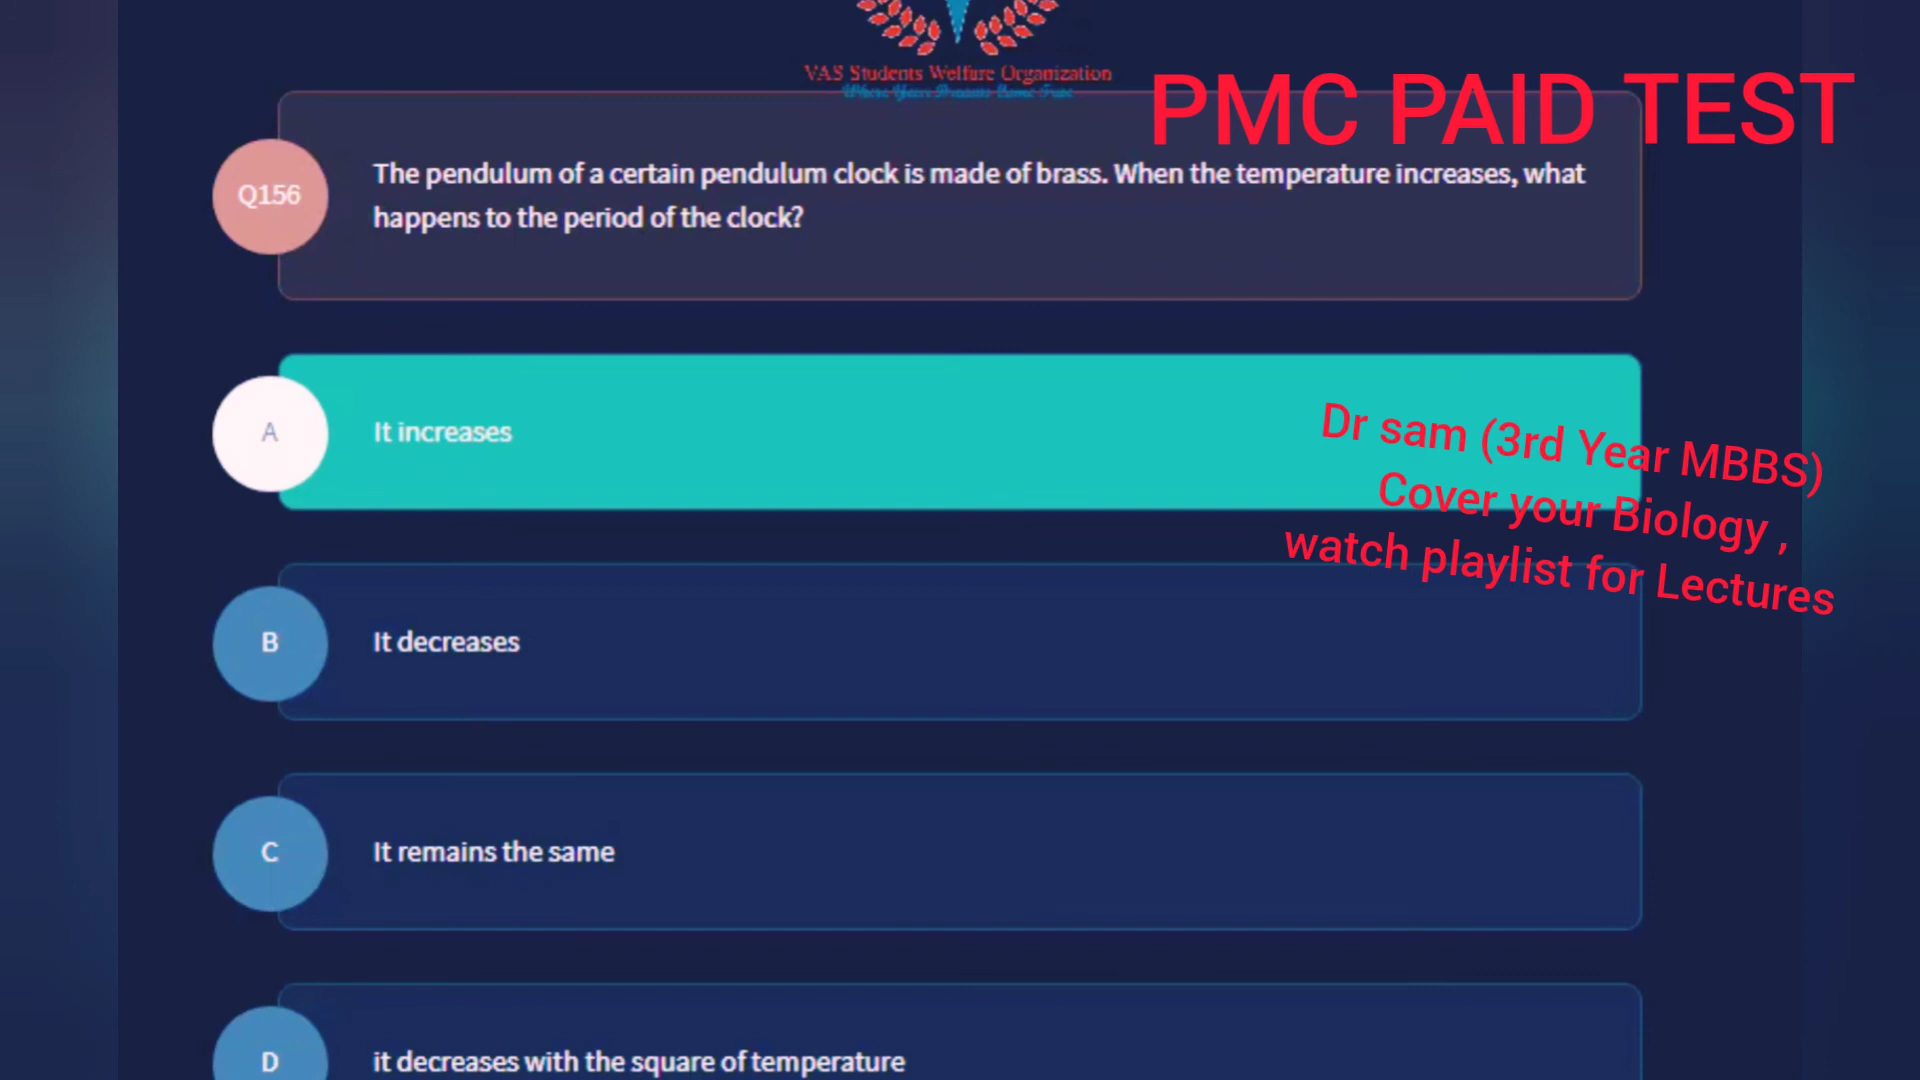 VAS Students Welfare Organization
PMC PAID TEST
Q156
The pendulum of a certain pendulum clock is made of brass. When the temperature increases, what
happens to the period of the clock?
A
It increases
Dr sam (3rd Year MBBS)
Cover your Biology ,
watch playlist for Lectures
B
It decreases
C
It remains the same
D
it decreases with the square of temperature